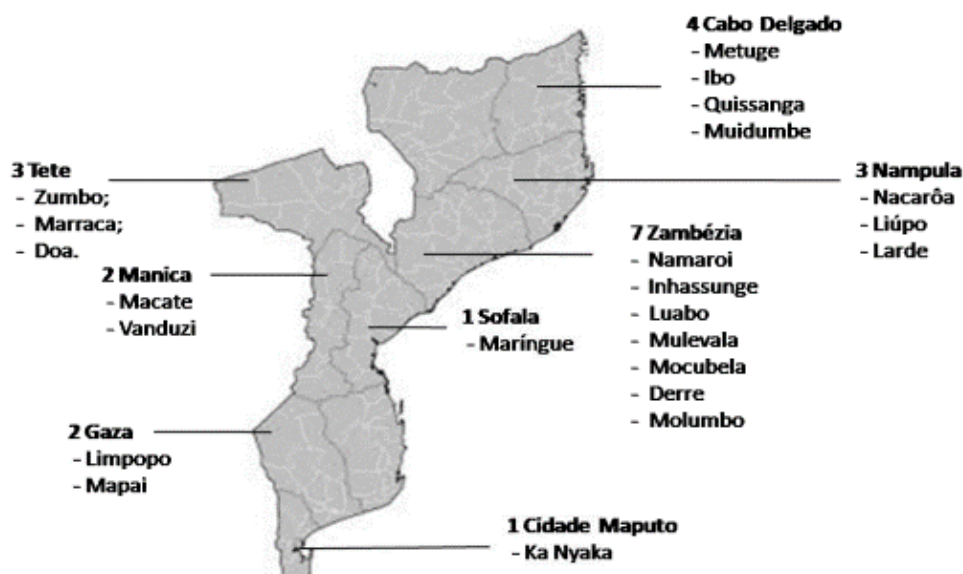 4 Cabo Delgado
- Metuge
- Ibo
- Quissanga
- Muidumbe
3 Tete
- Zumbo;
- Marraca;
- Doa.
3 Nampula
- Nacarôa
- Liúpo
- Larde
7 Zambézia
- Namaroi
- Inhassunge
- Luabo
- Mulevala
- Mocubela
- Derre
- Molumbo
2 Manica
- Macate
- Vanduzi
1 Sofala
- Maríngue
2 Gaza
- Limpopo
- Mapai
1 Cidade Maputo
- Ka Nyaka